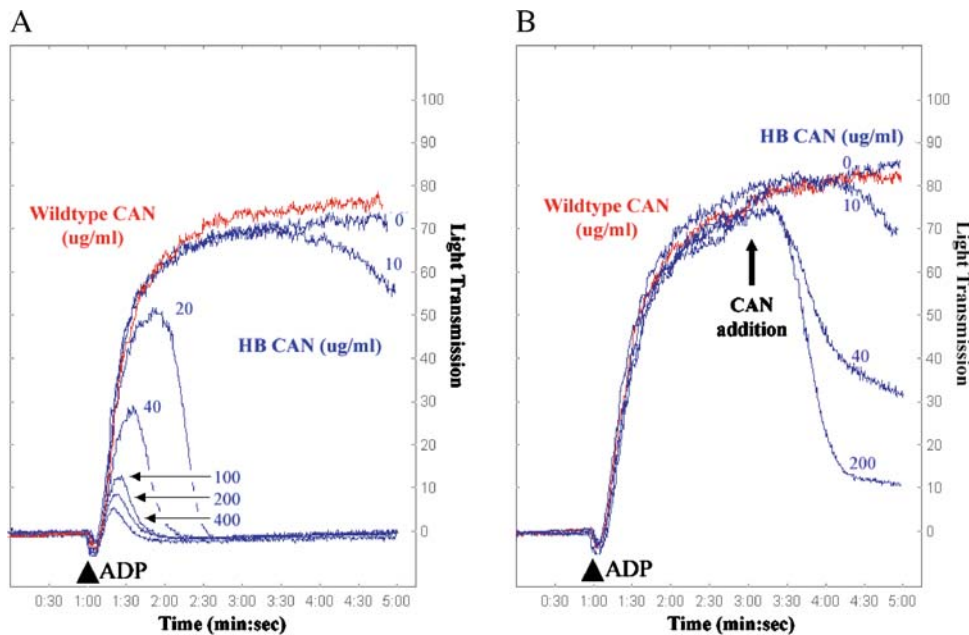 A
100
90
80
70
60
50
40
30
20
10
0
Light Transmission
Wildtype CAN
(ug/ml)
0
10
20
HB CAN (ug/ml)
40
100
200
400
ADP
0:30 1:00 1:30 2:00 2:30 3:00 3:30 4:00 4:30 5:00
Time (min:sec)
B
100
90
80
70
60
50
40
30
20
10
0
Light Transmission
HB CAN (ug/ml)
0
Wildtype CAN
(ug/ml)
10
CAN
addition
40
200
ADP
0:30 1:00 1:30 2:00 2:30 3:00 3:30 4:00 4:30 5:00
Time (min:sec)